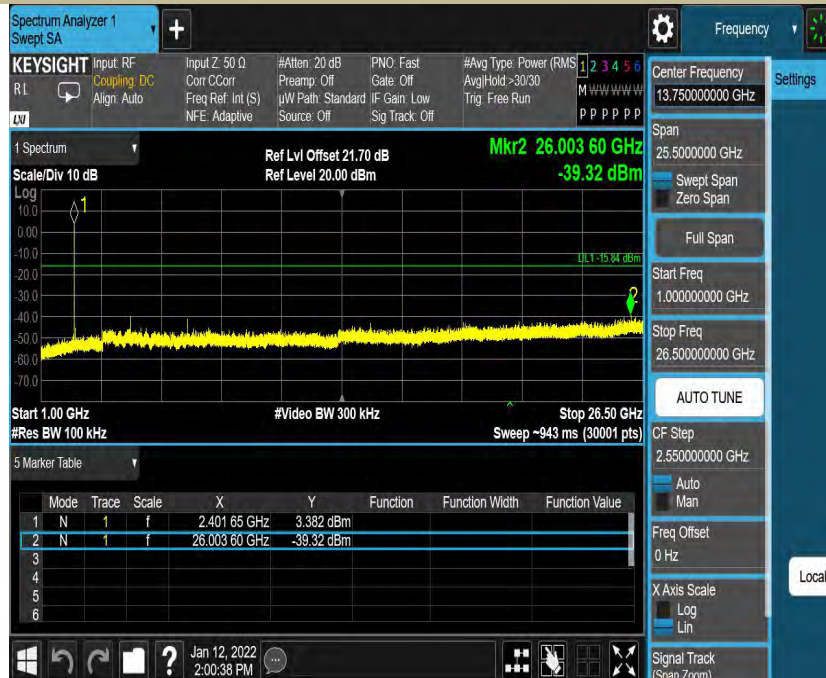 Spectrum Analyzer 1
Swept SA
+
Frequency
KEYSIGHT
RL
LXI
Input: RF
Coupling: DC
Align: Auto
Input Z: 50 Ω
Corr CCorr
Freq Ref: Int (S)
NFE: Adaptive
#Atten: 20 dB
Preamp: Off
µW Path: Standard
Source: Off
PNO: Fast
Gate: Off
IF Gain: Low
Sig Track: Off
#Avg Type: Power (RMS
Avg|Hold:>30/30
Trig: Free Run
1 2 3 4 5 6
M W W W W W
P P P P P P
Settings
1 Spectrum
Scale/Div 10 dB
Ref Lvl Offset 21.70 dB
Ref Level 20.00 dBm
Mkr2 26.003 60 GHz
-39.32 dBm
Log
1
10.0
0.00
-10.0
DL1 -15.84 dBm
-20.0
-30.0
2
-40.0
-50.0
-60.0
-70.0
Start 1.00 GHz
#Res BW 100 kHz
#Video BW 300 kHz
Stop 26.50 GHz
Sweep ~943 ms (30001 pts)
5 Marker Table
Mode Trace Scale X Y Function Function Width Function Value
1 N 1 f 2.401 65 GHz 3.382 dBm
2 N 1 f 26.003 60 GHz -39.32 dBm
3
4
5
6
Center Frequency
13.750000000 GHz
Span
25.5000000 GHz
Swept Span
Zero Span
Full Span
Start Freq
1.000000000 GHz
Stop Freq
26.500000000 GHz
AUTO TUNE
CF Step
2.550000000 GHz
Auto
Man
Freq Offset
0 Hz
X Axis Scale
Log
Lin
Signal Track
(Span Zoom)
Local
?
Jan 12, 2022
2:00:38 PM